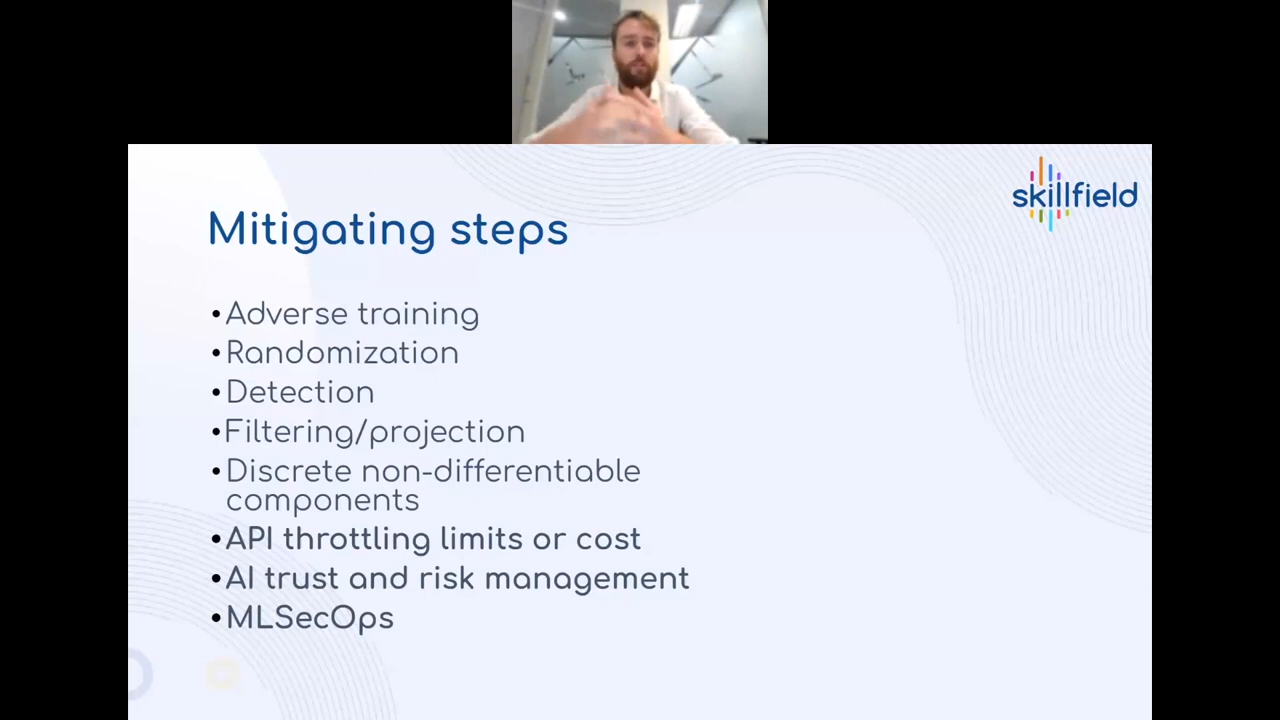 skillfield
Mitigating steps
•Adverse training
•Randomization
•Detection
•Filtering/projection
•Discrete non-differentiable
components
•API throttling limits or cost
•AI trust and risk management
•MLSecOps